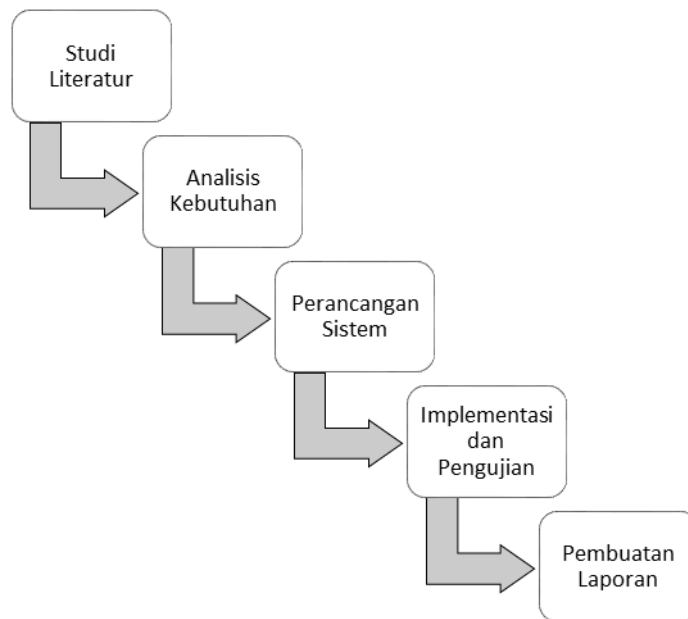 Studi
Literatur
Analisis
Kebutuhan
Perancangan
Sistem
Implementasi
dan
Pengujian
Pembuatan
Laporan